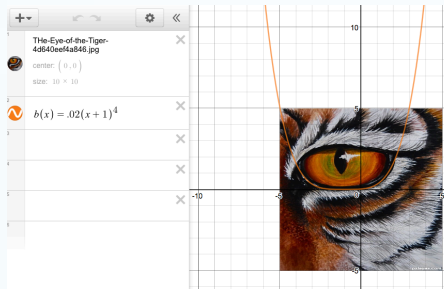 THe-Eye-of-the-Tiger-
4d640eef4a846.jpg
center: (0,0)
size: 10 × 10
b(x) = .02(x+1)^4
10
5
-10
-5
5
-5